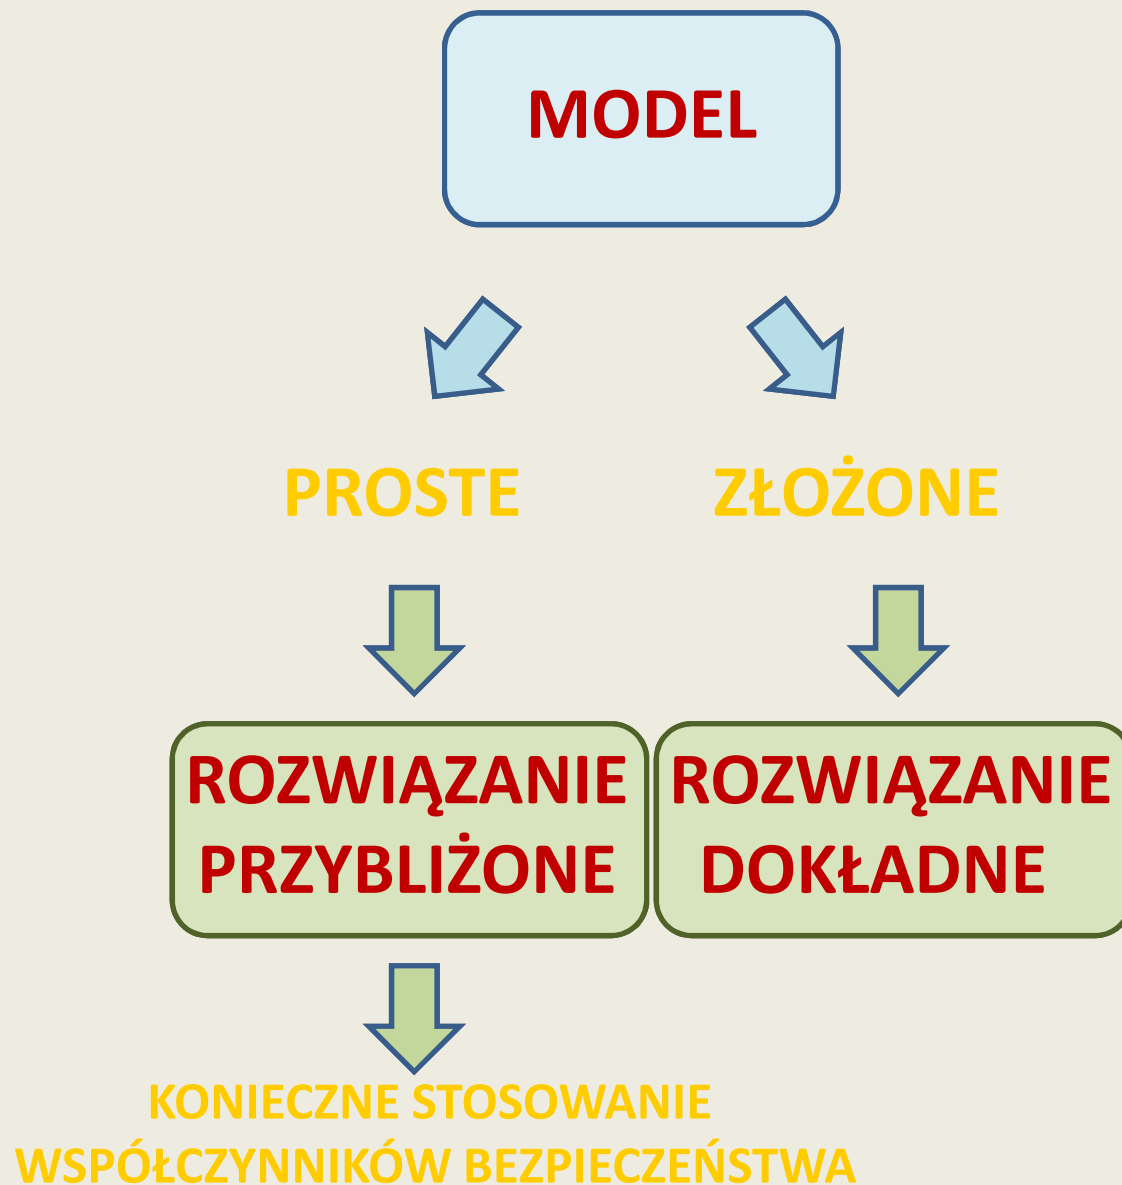 MODEL
PROSTE
ZŁOŻONE
ROZWIĄZANIE
PRZYBLIŻONE
ROZWIĄZANIE
DOKŁADNE
KONIECZNE STOSOWANIE
WSPÓŁCZYNNIKÓW BEZPIECZEŃSTWA